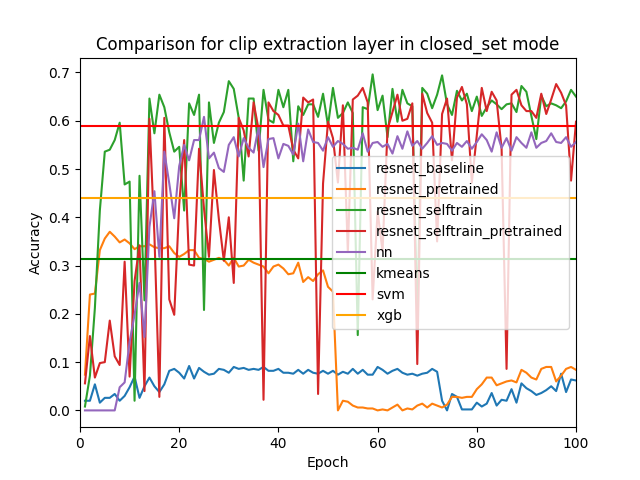 Comparison for clip extraction layer in closed_set mode
0.7
0.6
0.5
0.4
0.3
0.2
0.1
0.0
Accuracy
resnet_baseline
resnet_pretrained
resnet_selftrain
resnet_selftrain_pretrained
nn
kmeans
svm
xgb
0 20 40 60 80 100
Epoch